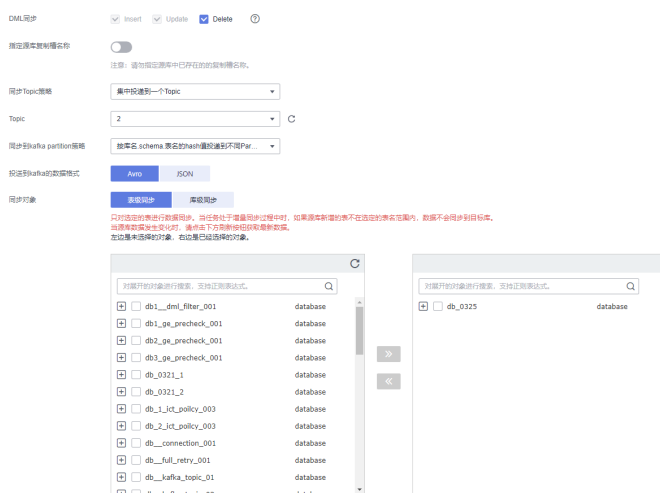 DML同步 Insert Update Delete
指定源库复制槽名称
注意：请勿指定源库中已存在的的复制槽名称。
同步Topic策略 集中投递到一个Topic
Topic 2
同步到kafka partition策略 按库名.schema.表名的hash值投递到不同Par...
投送到kafka的数据格式 Avro JSON
同步对象 表级同步 库级同步
只对选定的表进行数据同步。当任务处于增量同步过程中时，如果源库新增的表不在选定的表名范围内，数据不会同步到目标库。
当源库数据发生变化时，请点击下方刷新按钮获取最新数据。
左边是未选择的对象，右边是已经选择的对象。
对展开的对象进行搜索，支持正则表达式。 对展开的对象进行搜索，支持正则表达式。
db1__dml_filter_001 database db_0325 database
db1_ge_precheck_001 database
db2_ge_precheck_001 database
db3_ge_precheck_001 database
db_0321_1 database
db_0321_2 database
db_1_ict_poilcy_003 database
db_2_ict_poilcy_003 database
db__connection_001 database
db__full_retry_001 database
db__kafka_topic_01 database